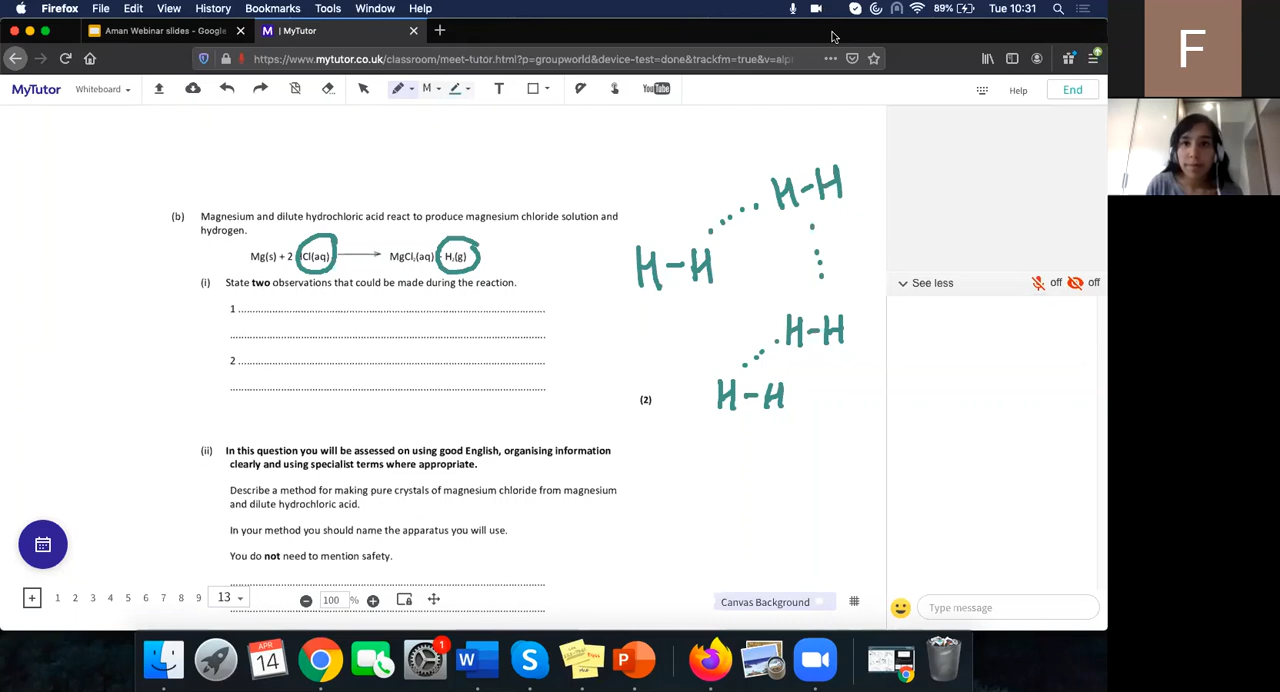 Firefox File Edit View History Bookmarks Tools Window Help 89% Tue 10:31
Aman Webinar slides - Google M | MyTutor
https://www.mytutor.co.uk/classroom/meet-tutor.html?p=groupworld&device-test=done&trackfm=true&v=alpr
MyTutor Whiteboard M T YouTube Help End
F
H-H
(b) Magnesium and dilute hydrochloric acid react to produce magnesium chloride solution and
hydrogen.
Mg(s) + 2 Cl(aq) MgCl₂(aq) H₂(g)
H-H
(i) State two observations that could be made during the reaction.
See less off off
1
H-H
2
H-H
(2)
(ii) In this question you will be assessed on using good English, organising information
clearly and using specialist terms where appropriate.
Describe a method for making pure crystals of magnesium chloride from magnesium
and dilute hydrochloric acid.
In your method you should name the apparatus you will use.
You do not need to mention safety.
+ 1 2 3 4 5 6 7 8 9 13 100 % Canvas Background Type message
APR
14
1
W S P